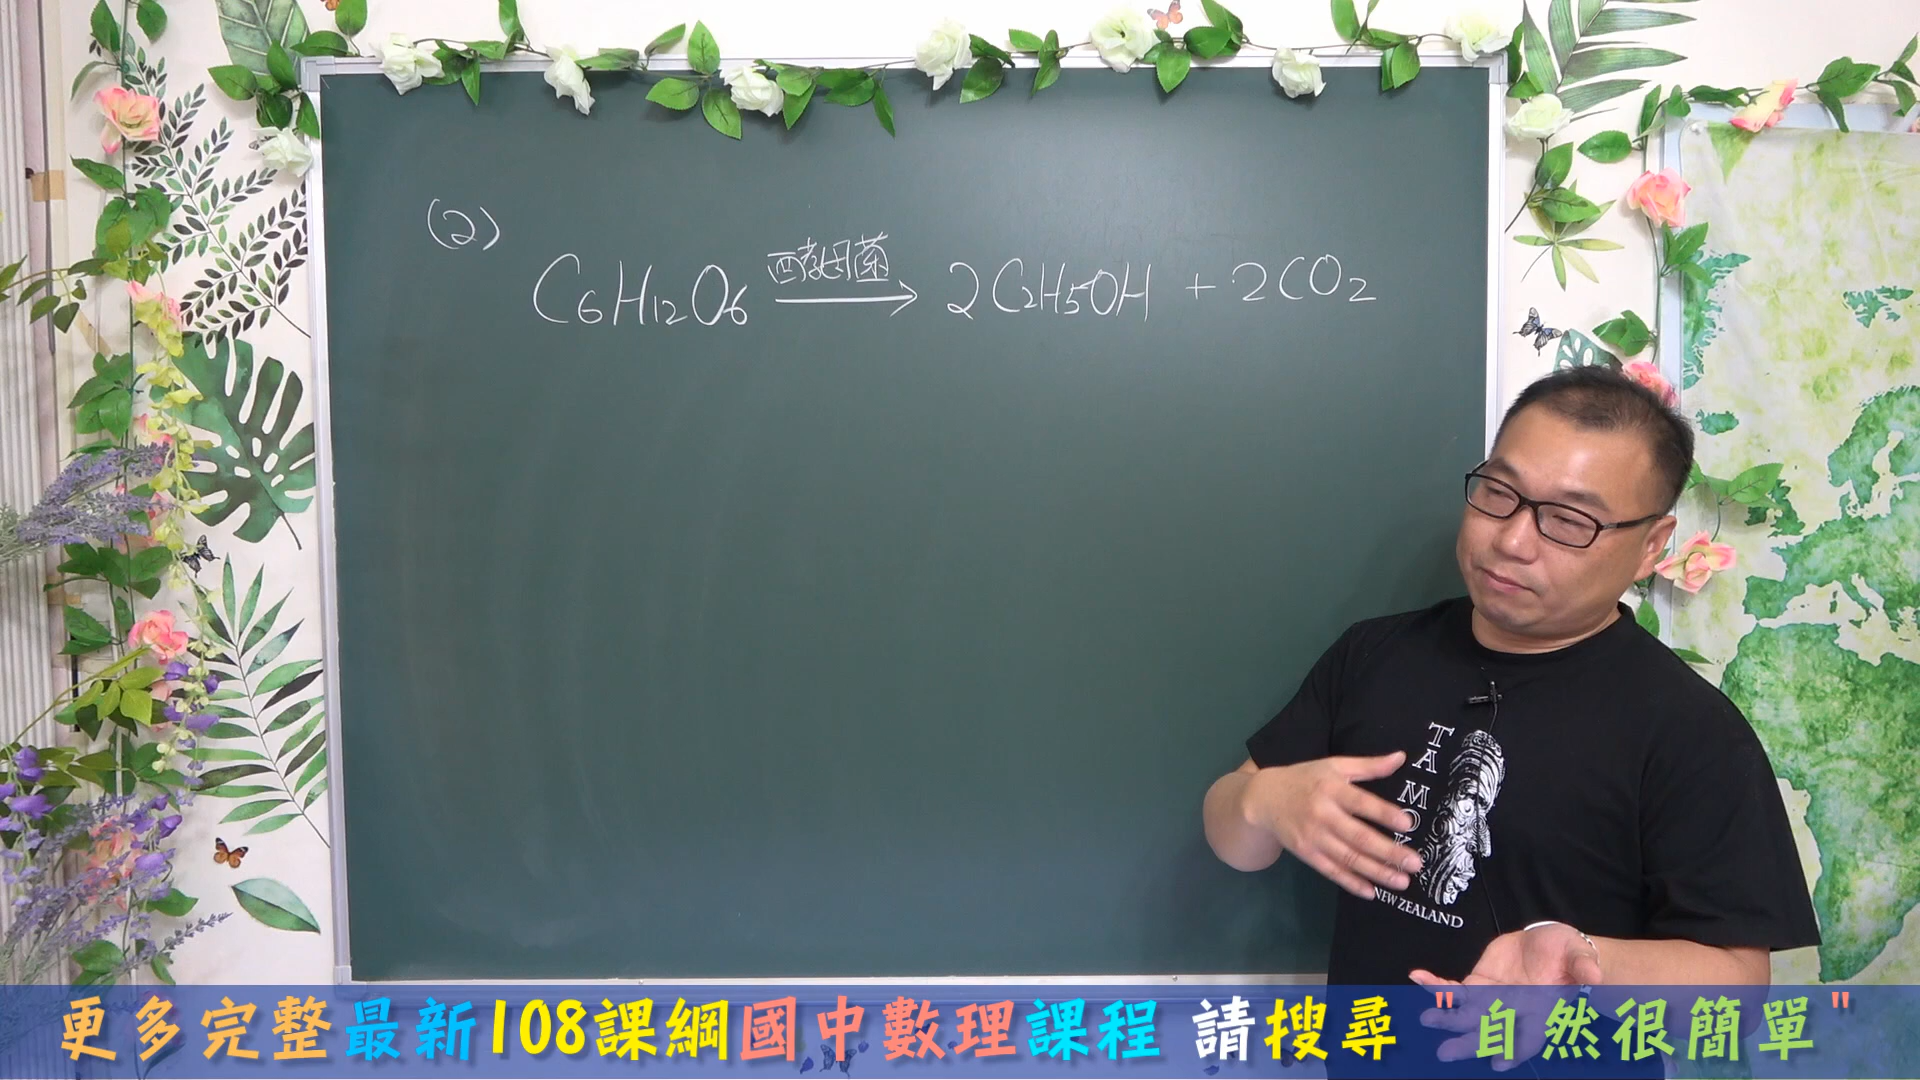 (2)
C6H12O6 酵母菌→ 2C2H5OH + 2CO2
TAMOK
NEW ZEALAND
更多完整最新108課綱國中數理課程 請搜尋 "自然很簡單"